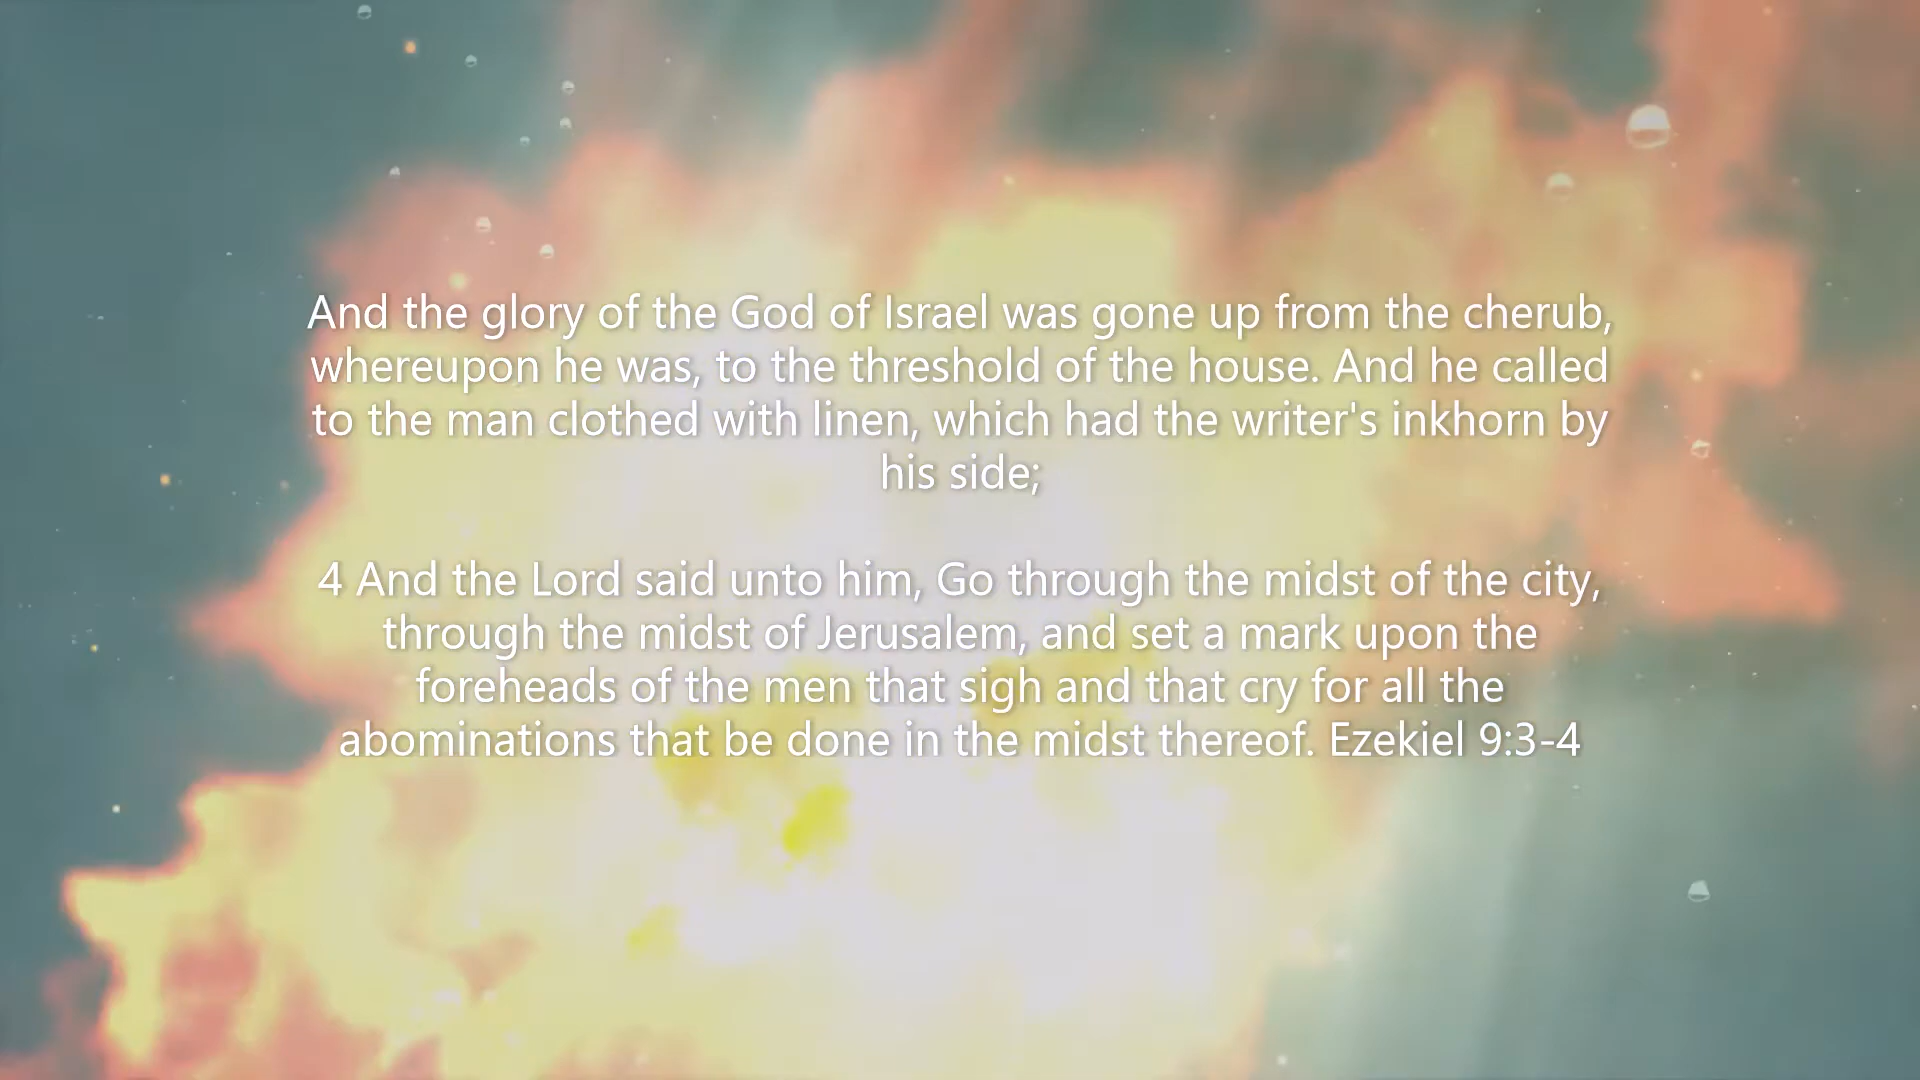 And the glory of the God of Israel was gone up from the cherub,
whereupon he was, to the threshold of the house. And he called
to the man clothed with linen, which had the writer's inkhorn by
his side;
4 And the Lord said unto him, Go through the midst of the city,
through the midst of Jerusalem, and set a mark upon the
foreheads of the men that sigh and that cry for all the
abominations that be done in the midst thereof. Ezekiel 9:3-4